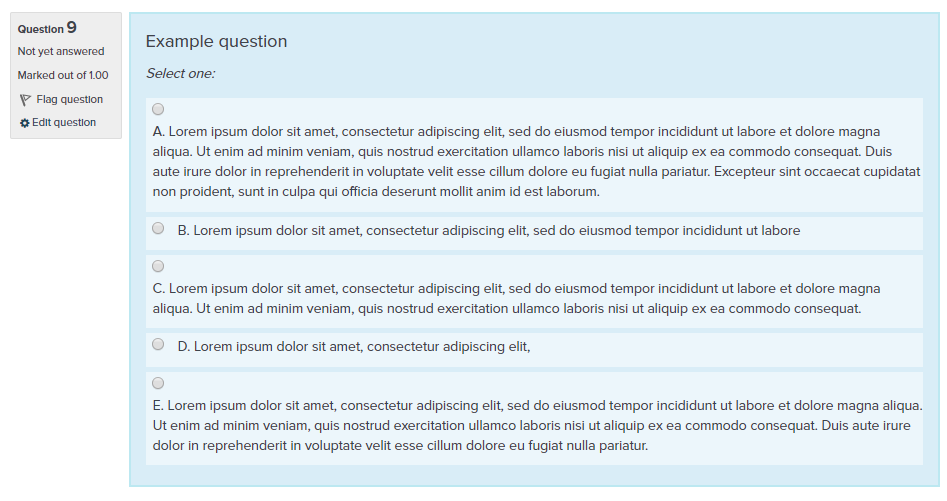 Question 9
Not yet answered
Marked out of 1.00
Flag question
Edit question
Example question
Select one:
A. Lorem ipsum dolor sit amet, consectetur adipiscing elit, sed do eiusmod tempor incididunt ut labore et dolore magna
aliqua. Ut enim ad minim veniam, quis nostrud exercitation ullamco laboris nisi ut aliquip ex ea commodo consequat. Duis
aute irure dolor in reprehenderit in voluptate velit esse cillum dolore eu fugiat nulla pariatur. Excepteur sint occaecat cupidatat
non proident, sunt in culpa qui officia deserunt mollit anim id est laborum.
B. Lorem ipsum dolor sit amet, consectetur adipiscing elit, sed do eiusmod tempor incididunt ut labore
C. Lorem ipsum dolor sit amet, consectetur adipiscing elit, sed do eiusmod tempor incididunt ut labore et dolore magna
aliqua. Ut enim ad minim veniam, quis nostrud exercitation ullamco laboris nisi ut aliquip ex ea commodo consequat.
D. Lorem ipsum dolor sit amet, consectetur adipiscing elit,
E. Lorem ipsum dolor sit amet, consectetur adipiscing elit, sed do eiusmod tempor incididunt ut labore et dolore magna aliqua.
Ut enim ad minim veniam, quis nostrud exercitation ullamco laboris nisi ut aliquip ex ea commodo consequat. Duis aute irure
dolor in reprehenderit in voluptate velit esse cillum dolore eu fugiat nulla pariatur.